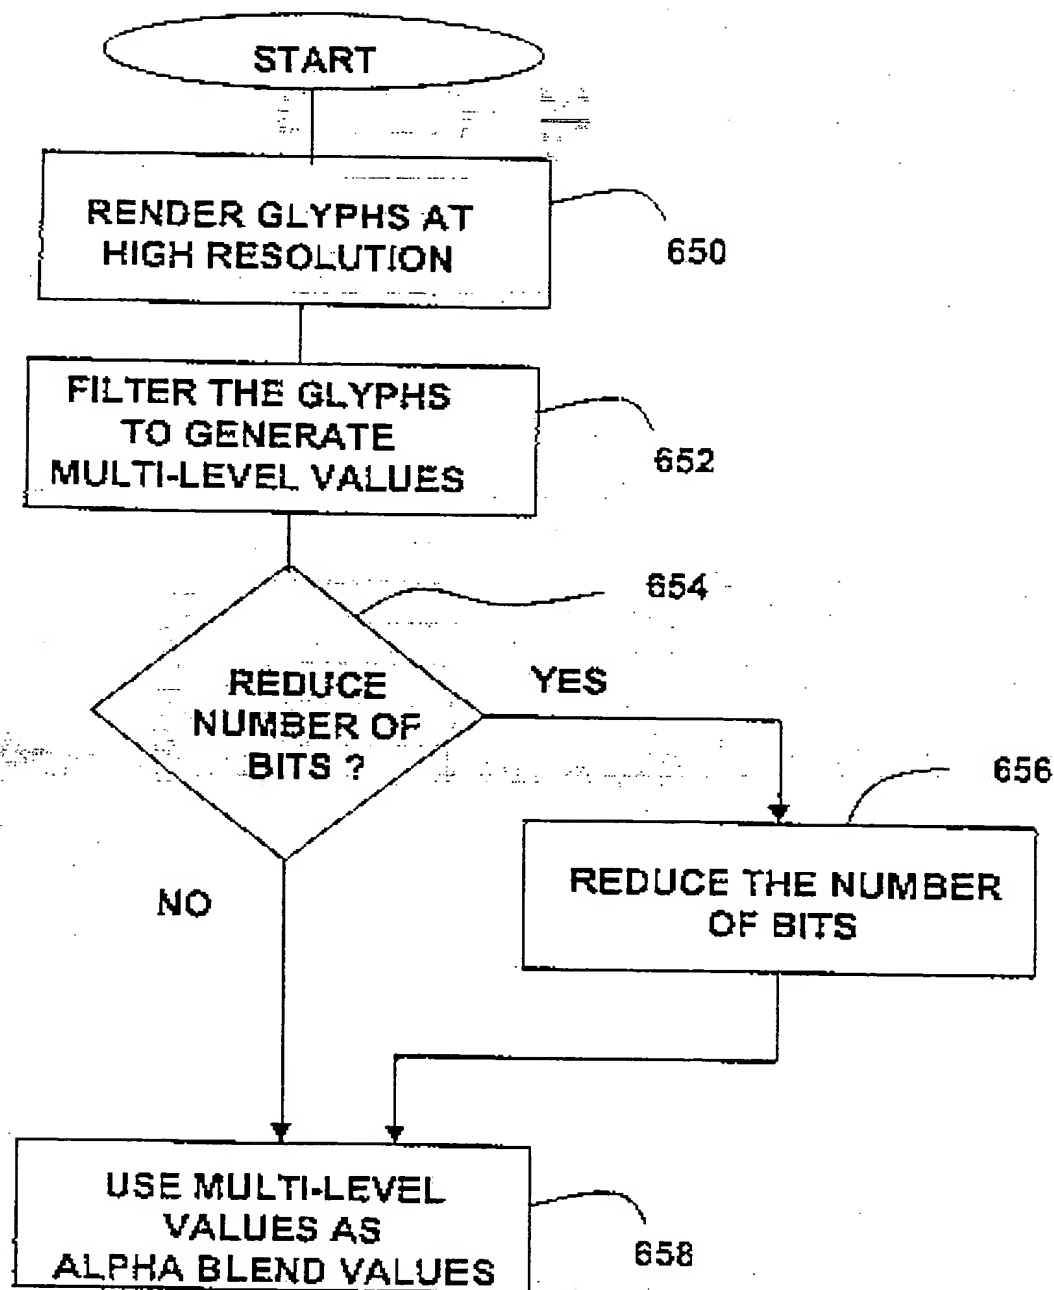 START
RENDER GLYPHS AT
HIGH RESOLUTION
650
FILTER THE GLYPHS
TO GENERATE
MULTI-LEVEL VALUES
652
654
REDUCE
NUMBER OF
BITS ?
YES
656
REDUCE THE NUMBER
OF BITS
NO
USE MULTI-LEVEL
VALUES AS
ALPHA BLEND VALUES
658